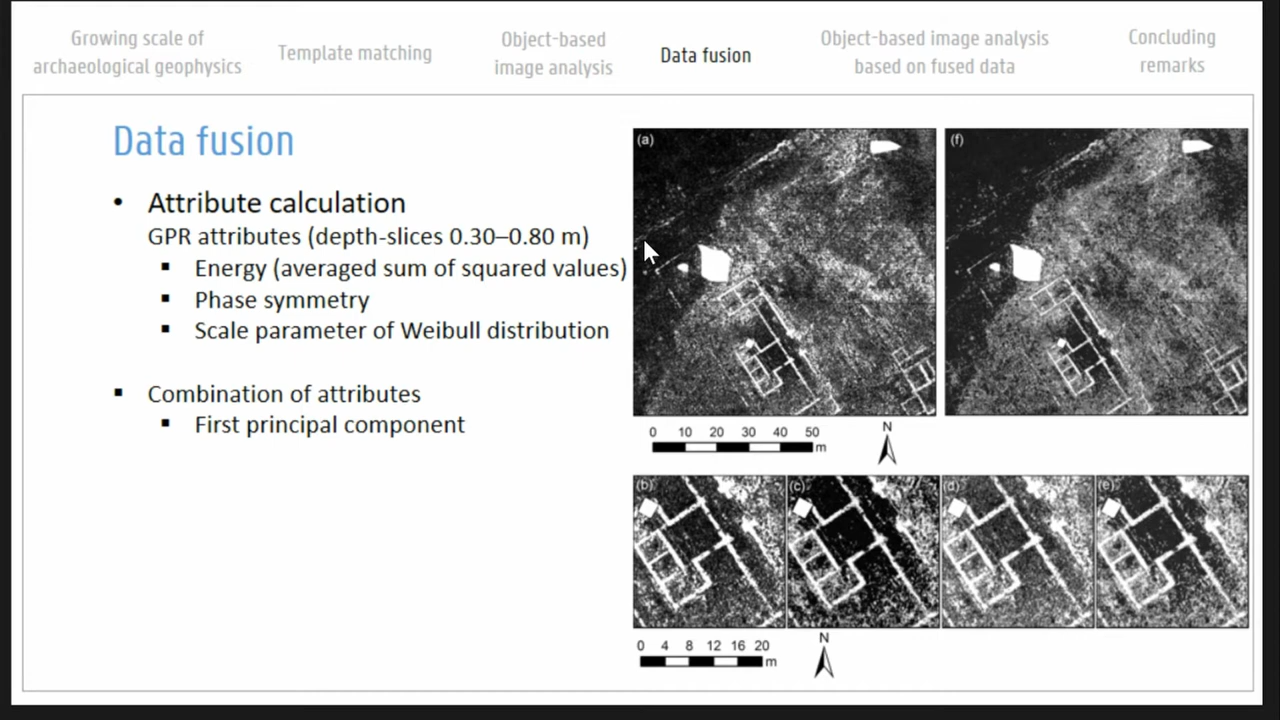 Growing scale of
archaeological geophysics
Template matching
Object-based
image analysis
Data fusion
Object-based image analysis
based on fused data
Concluding
remarks
Data fusion
• Attribute calculation
GPR attributes (depth-slices 0.30–0.80 m)
▪ Energy (averaged sum of squared values)
▪ Phase symmetry
▪ Scale parameter of Weibull distribution
▪ Combination of attributes
▪ First principal component
(a)
(f)
0 10 20 30 40 50
m
N
(b)
(c)
(d)
(e)
0 4 8 12 16 20
m
N